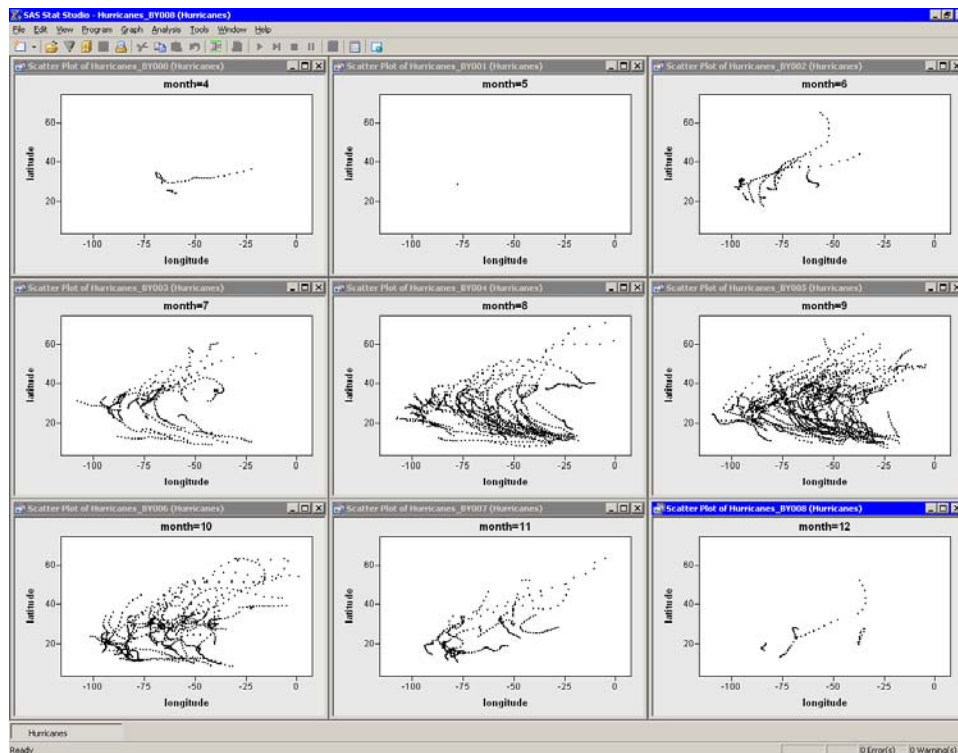 SAS Stat Studio - Hurricanes_BY008 (Hurricanes)
File Edit View Program Graph Analysis Tools Window Help
Scatter Plot of Hurricanes_BY000 (Hurricanes)
month=4
latitude
60
40
20
-100 -75 -50 -25 0
longitude
Scatter Plot of Hurricanes_BY001 (Hurricanes)
month=5
latitude
60
40
20
-100 -75 -50 -25 0
longitude
Scatter Plot of Hurricanes_BY002 (Hurricanes)
month=6
latitude
60
40
20
-100 -75 -50 -25 0
longitude
Scatter Plot of Hurricanes_BY003 (Hurricanes)
month=7
latitude
60
40
20
-100 -75 -50 -25 0
longitude
Scatter Plot of Hurricanes_BY004 (Hurricanes)
month=8
latitude
60
40
20
-100 -75 -50 -25 0
longitude
Scatter Plot of Hurricanes_BY005 (Hurricanes)
month=9
latitude
60
40
20
-100 -75 -50 -25 0
longitude
Scatter Plot of Hurricanes_BY006 (Hurricanes)
month=10
latitude
60
40
20
-100 -75 -50 -25 0
longitude
Scatter Plot of Hurricanes_BY007 (Hurricanes)
month=11
latitude
60
40
20
-100 -75 -50 -25 0
longitude
Scatter Plot of Hurricanes_BY008 (Hurricanes)
month=12
latitude
60
40
20
-100 -75 -50 -25 0
longitude
Hurricanes
Ready
0 Error(s) 0 Warning(s)